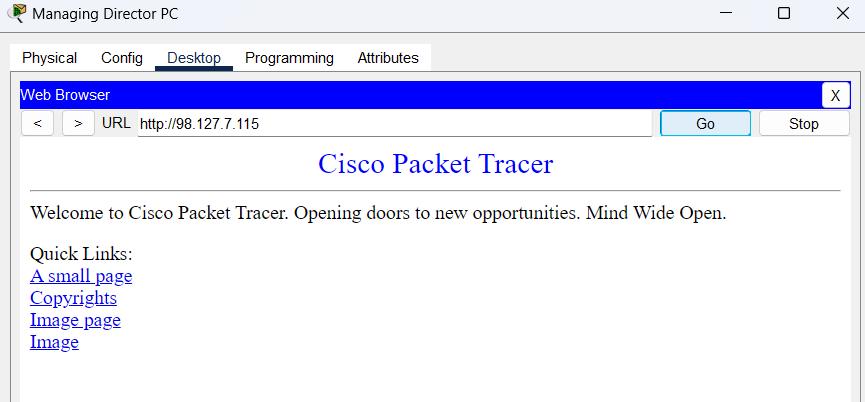 Managing Director PC
Physical Config Desktop Programming Attributes
Web Browser X
< > URL http://98.127.7.115 Go Stop
Cisco Packet Tracer
Welcome to Cisco Packet Tracer. Opening doors to new opportunities. Mind Wide Open.
Quick Links:
A small page
Copyrights
Image page
Image